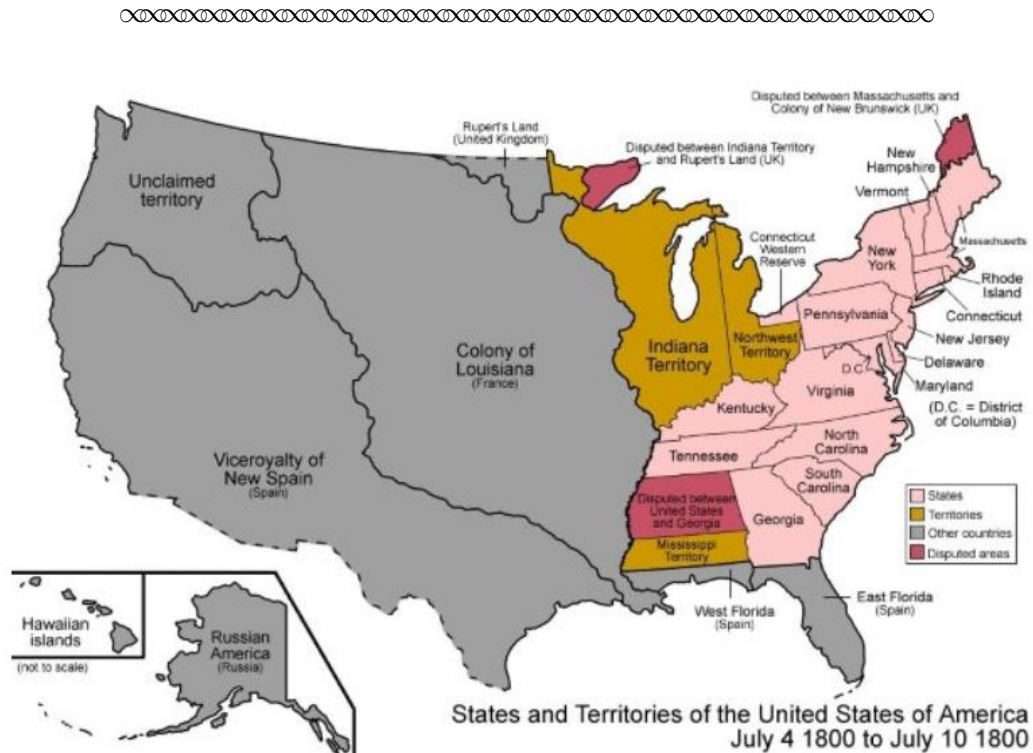 Disputed between Massachusetts and
Colony of New Brunswick (UK)
Rupert's Land
(United Kingdom)
Disputed between Indiana Territory
and Rupert's Land (UK)
New
Hampshire
Vermont
Unclaimed
territory
Connecticut
Western
Reserve
Massachusetts
New
York
Rhode
Island
Connecticut
Pennsylvania
New Jersey
Northwest
Territory
Indiana
Territory
Colony of
Louisiana
(France)
Delaware
D.C.
Maryland
Virginia
(D.C. = District
of Columbia)
Kentucky
North
Carolina
Tennessee
Viceroyalty of
New Spain
(Spain)
South
Carolina
Disputed between
United States
and Georgia
Georgia
States
Territories
Other countries
Disputed areas
Mississippi
Territory
East Florida
(Spain)
West Florida
(Spain)
Hawaiian
islands
(not to scale)
Russian
America
(Russia)
States and Territories of the United States of America
July 4 1800 to July 10 1800